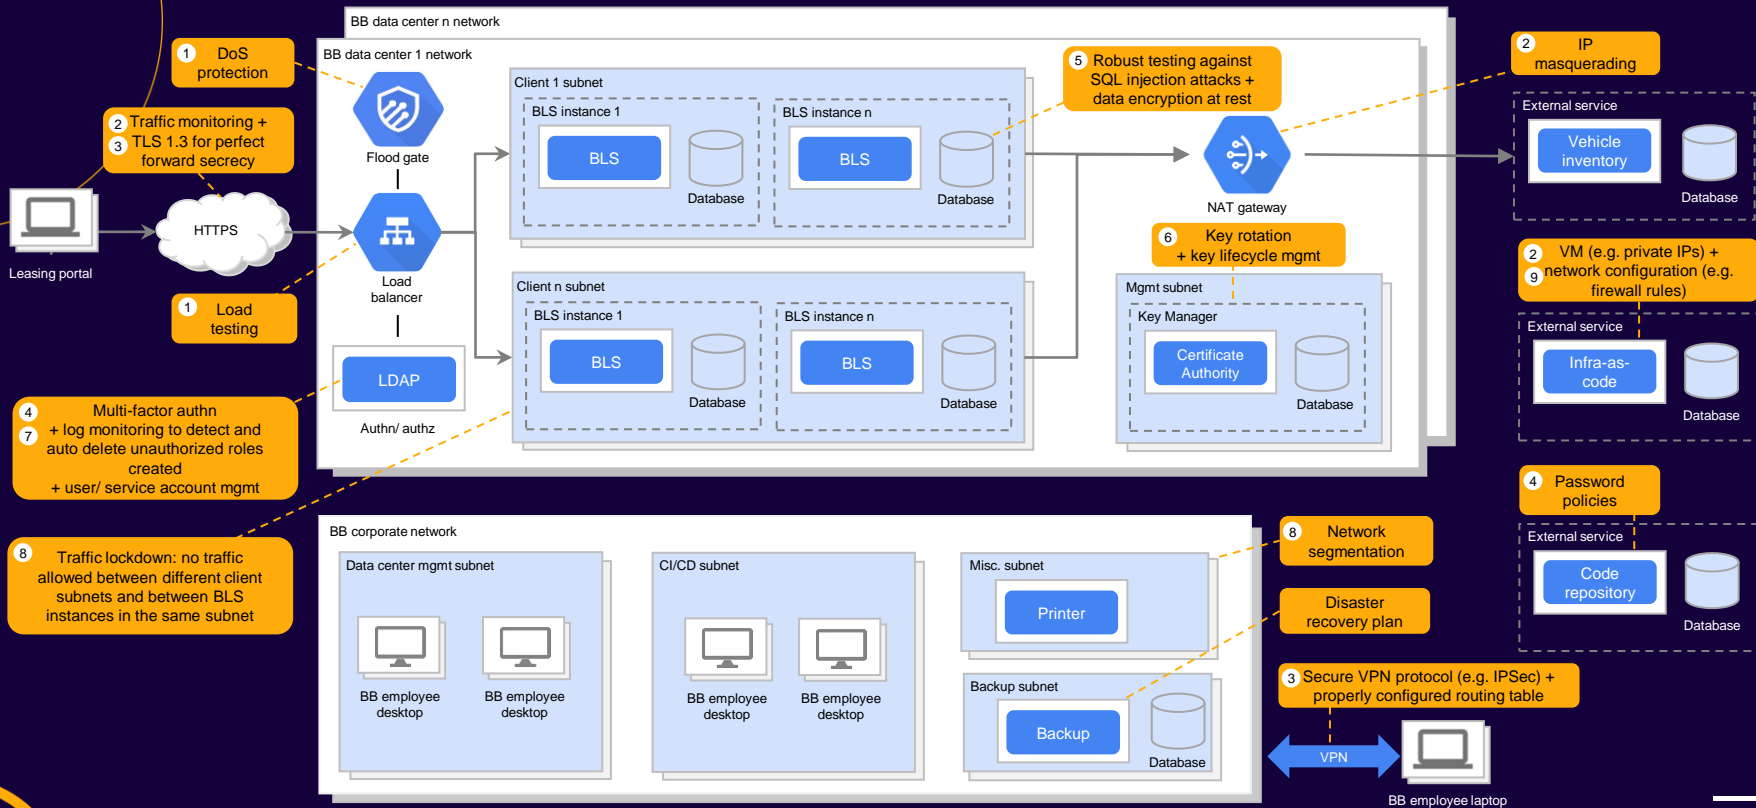 BB data center n network
BB data center 1 network
1
DoS
protection
2
3
Traffic monitoring +
TLS 1.3 for perfect
forward secrecy
Leasing portal
HTTPS
1
Load
testing
Flood gate
Load
balancer
LDAP
Authn/ authz
4
7
Multi-factor authn
+ log monitoring to detect and
auto delete unauthorized roles
created
+ user/ service account mgmt
8
Traffic lockdown: no traffic
allowed between different client
subnets and between BLS
instances in the same subnet
Client 1 subnet
BLS instance 1
BLS
Database
BLS instance n
BLS
Database
Client n subnet
BLS instance 1
BLS
Database
BLS instance n
BLS
Database
5
Robust testing against
SQL injection attacks +
data encryption at rest
NAT gateway
6
Key rotation
+ key lifecycle mgmt
Mgmt subnet
Key Manager
Certificate
Authority
Database
2
IP
masquerading
External service
Vehicle
inventory
Database
2
9
VM (e.g. private IPs) +
network configuration (e.g.
firewall rules)
External service
Infra-as-
code
Database
4
Password
policies
External service
Code
repository
Database
BB corporate network
Data center mgmt subnet
BB employee
desktop
BB employee
desktop
CI/CD subnet
BB employee
desktop
BB employee
desktop
Misc. subnet
Printer
8
Network
segmentation
Disaster
recovery plan
Backup subnet
Backup
Database
3
Secure VPN protocol (e.g. IPSec) +
properly configured routing table
VPN
BB employee laptop